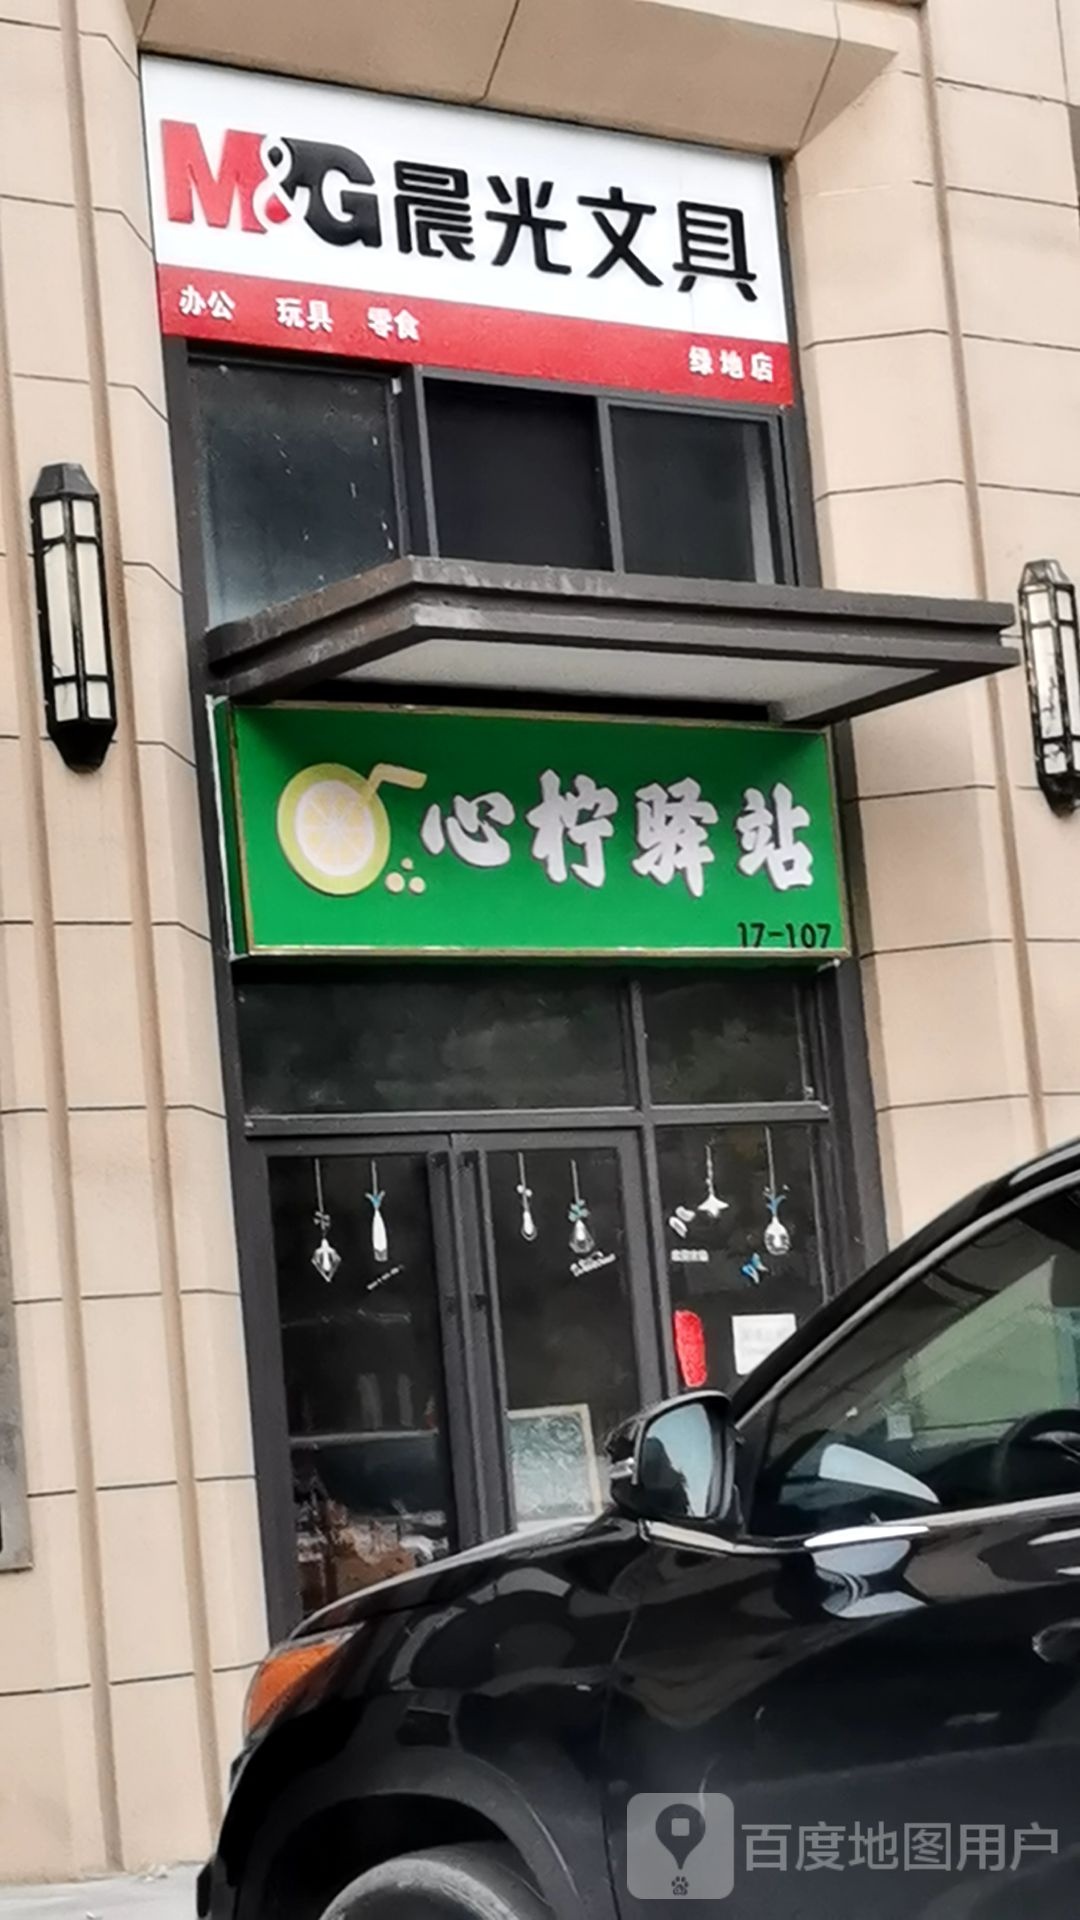 M&G晨光文具
办公 玩具 零食
绿地店
心柠驿站
17-107
百度地图用户